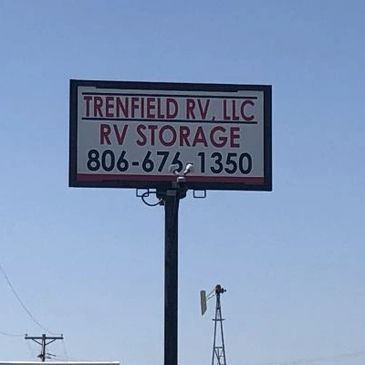 TRENFIELD RV, LLC
RV STORAGE
806-676-1350